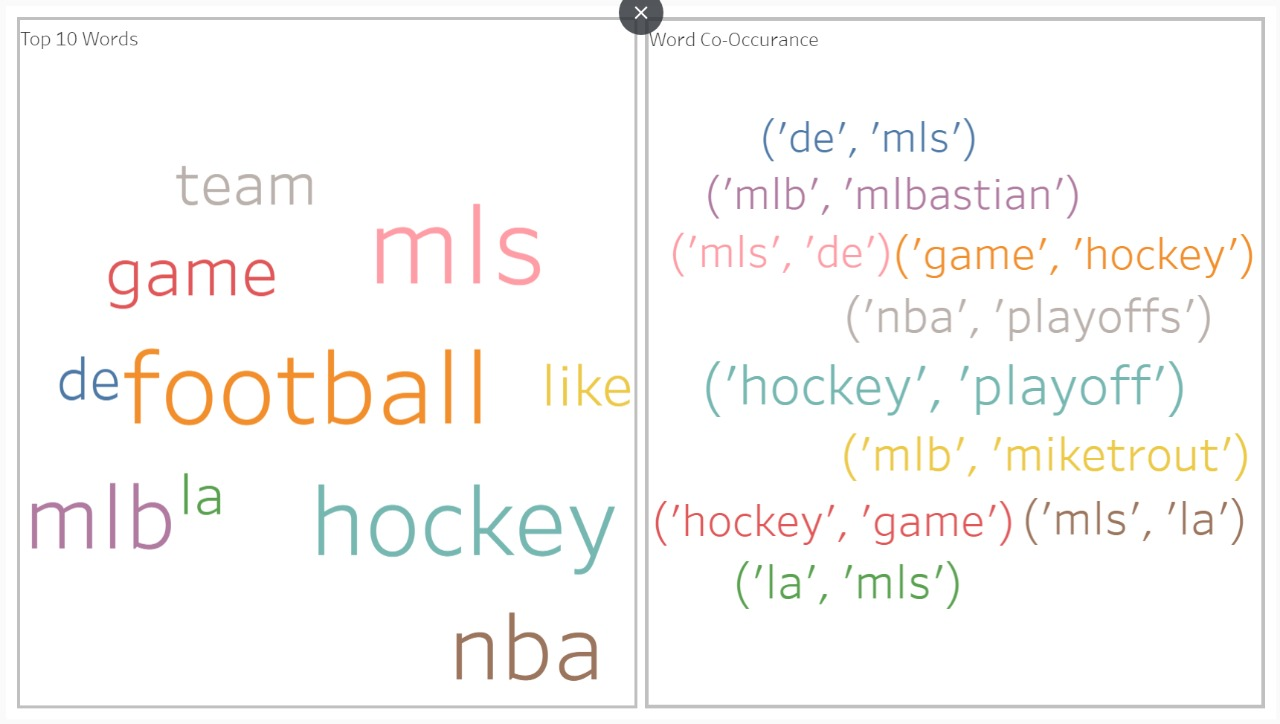 Top 10 Words
team
mls
game
de
football
like
mlb
la
hockey
nba
Word Co-Occurance
(’de’, ’mls’)
(’mlb’, ’mlbastian’)
(’mls’, ’de’)
(’game’, ’hockey’)
(’nba’, ’playoffs’)
(’hockey’, ’playoff’)
(’mlb’, ’miketrout’)
(’hockey’, ’game’)
(’mls’, ’la’)
(’la’, ’mls’)